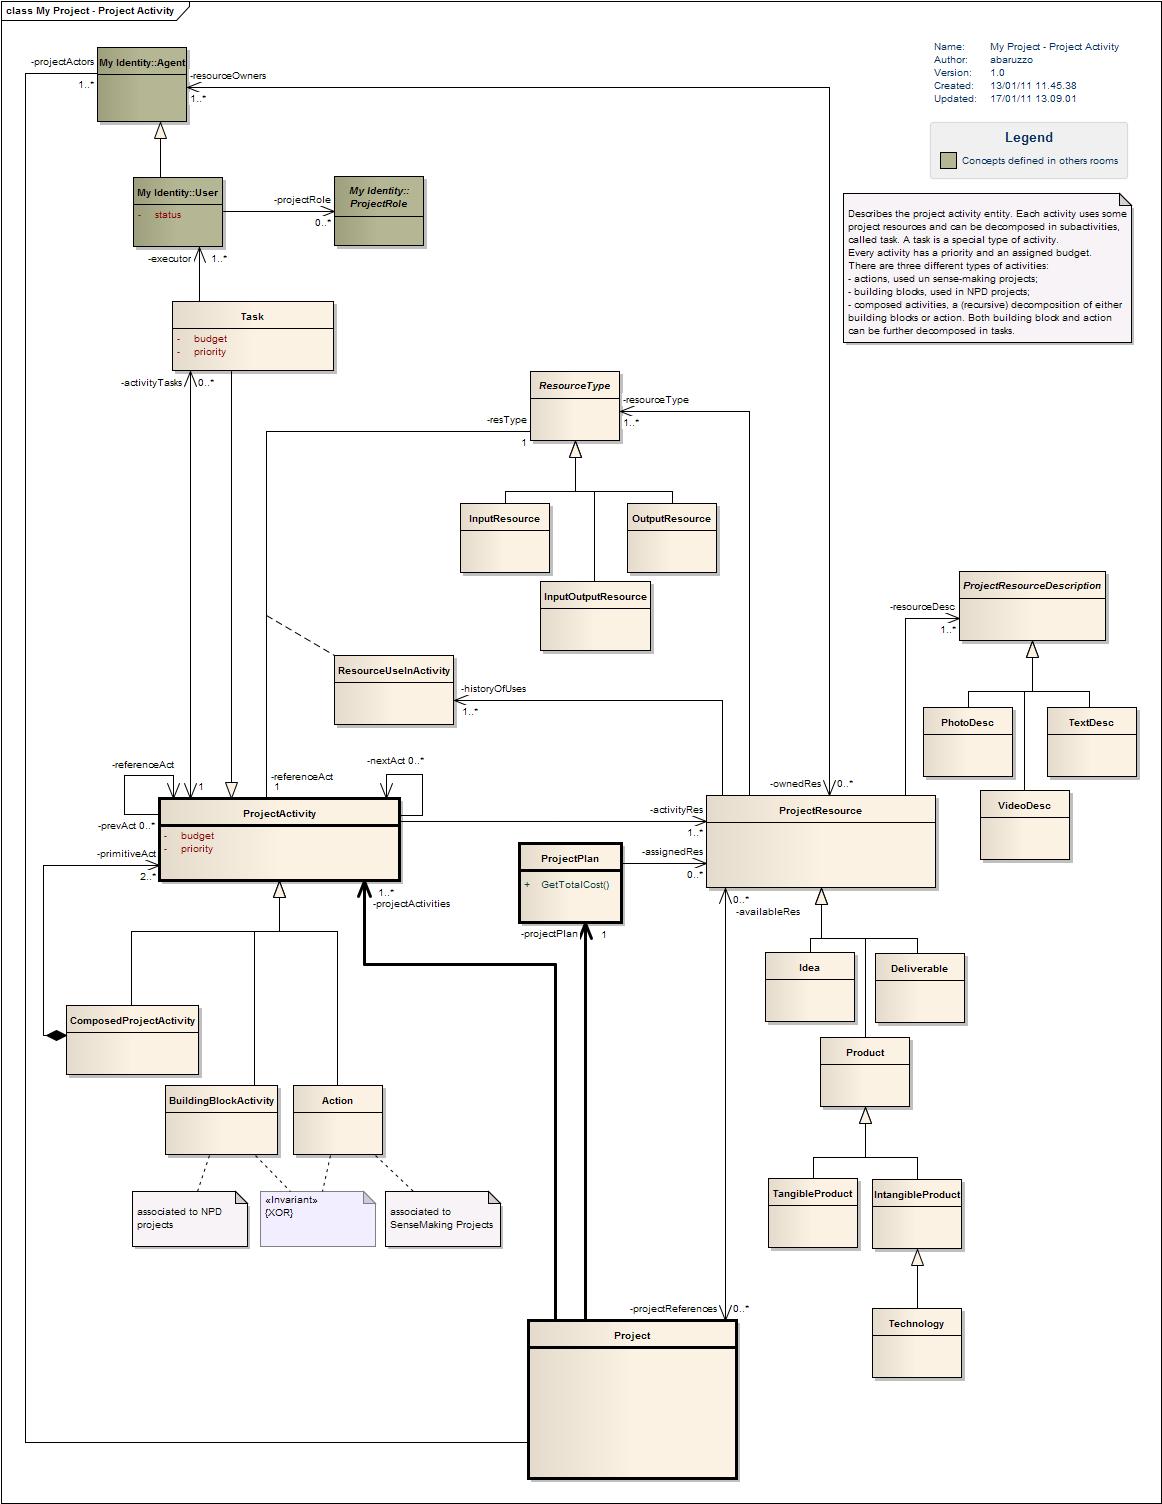 class My Project - Project Activity
Name: My Project - Project Activity
Author: abaruzzo
Version: 1.0
Created: 13/01/11 11.45.38
Updated: 17/01/11 13.09.01
Legend
Concepts defined in others rooms
Describes the project activity entity. Each activity uses some
project resources and can be decomposed in subactivities,
called task. A task is a special type of activity.
Every activity has a priority and an assigned budget.
There are three different types of activities:
- actions, used un sense-making projects;
- building blocks, used in NPD projects;
- composed activities, a (recursive) decomposition of either
building blocks or action. Both building block and action
can be further decomposed in tasks.
-projectActors
1..*
My Identity::Agent
-resourceOwners
1..*
My Identity::User
- status
-projectRole
0..*
My Identity::
ProjectRole
-executor
1..*
Task
- budget
- priority
-activityTasks
0..*
ResourceType
-resourceType
1..*
-resType
1
InputResource
OutputResource
InputOutputResource
ProjectResourceDescription
-resourceDesc
1..*
ResourceUseInActivity
-historyOfUses
1..*
PhotoDesc
TextDesc
VideoDesc
-referenceAct
1
-referenceAct
1
-nextAct 0..*
-prevAct 0..*
-primitiveAct
2..*
ProjectActivity
- budget
- priority
-activityRes
1..*
-ownedRes
0..*
ProjectResource
ProjectPlan
+ GetTotalCost()
-assignedRes
0..*
1..*
-projectActivities
-projectPlan
1
0..*
-availableRes
Idea
Deliverable
Product
ComposedProjectActivity
BuildingBlockActivity
Action
TangibleProduct
IntangibleProduct
associated to NPD
projects
«Invariant»
{XOR}
associated to
SenseMaking Projects
-projectReferences
0..*
Technology
Project